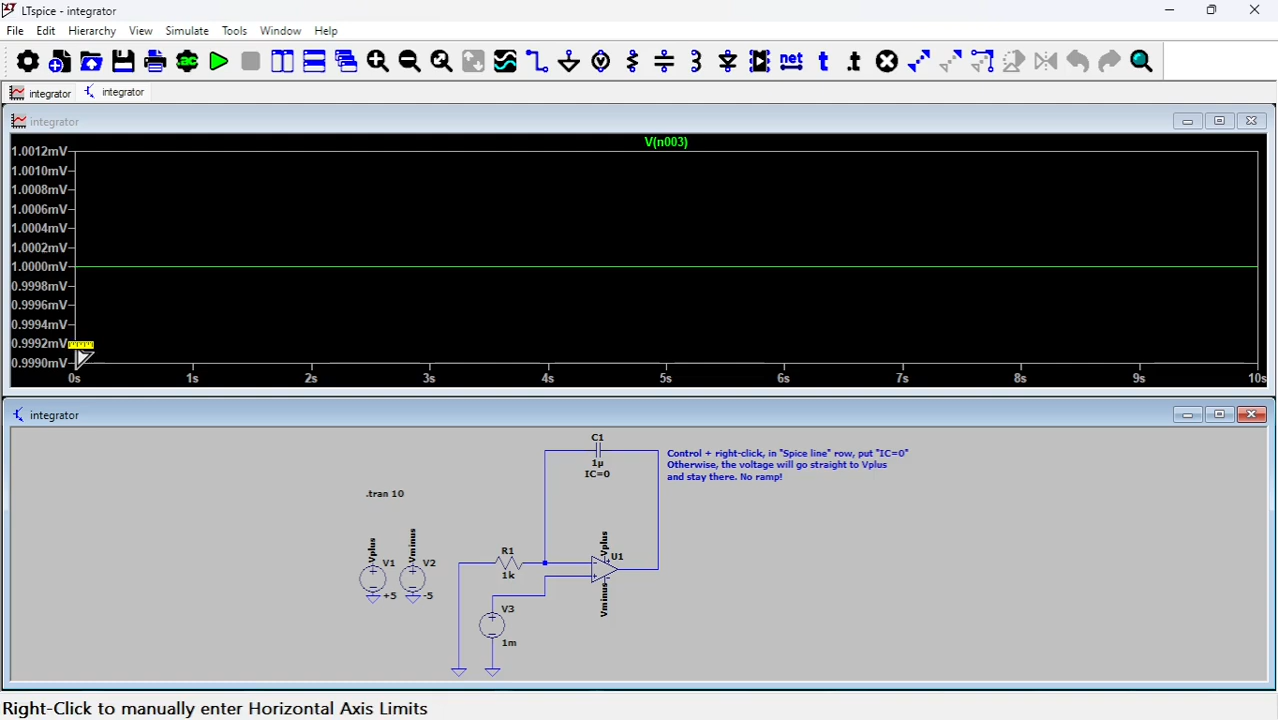 LTspice - integrator
File Edit Hierarchy View Simulate Tools Window Help
.ac net t .t
integrator integrator
integrator
V(n003)
1.0012mV
1.0010mV
1.0008mV
1.0006mV
1.0004mV
1.0002mV
1.0000mV
0.9998mV
0.9996mV
0.9994mV
0.9992mV
0.9990mV
0s 1s 2s 3s 4s 5s 6s 7s 8s 9s 10s
integrator
C1
1µ
IC=0
Control + right-click, in "Spice line" row, put "IC=0"
Otherwise, the voltage will go straight to Vplus
and stay there. No ramp!
.tran 10
Vplus
V1
+5
Vminus
V2
-5
R1
1k
Vplus
U1
Vminus
V3
1m
Right-Click to manually enter Horizontal Axis Limits